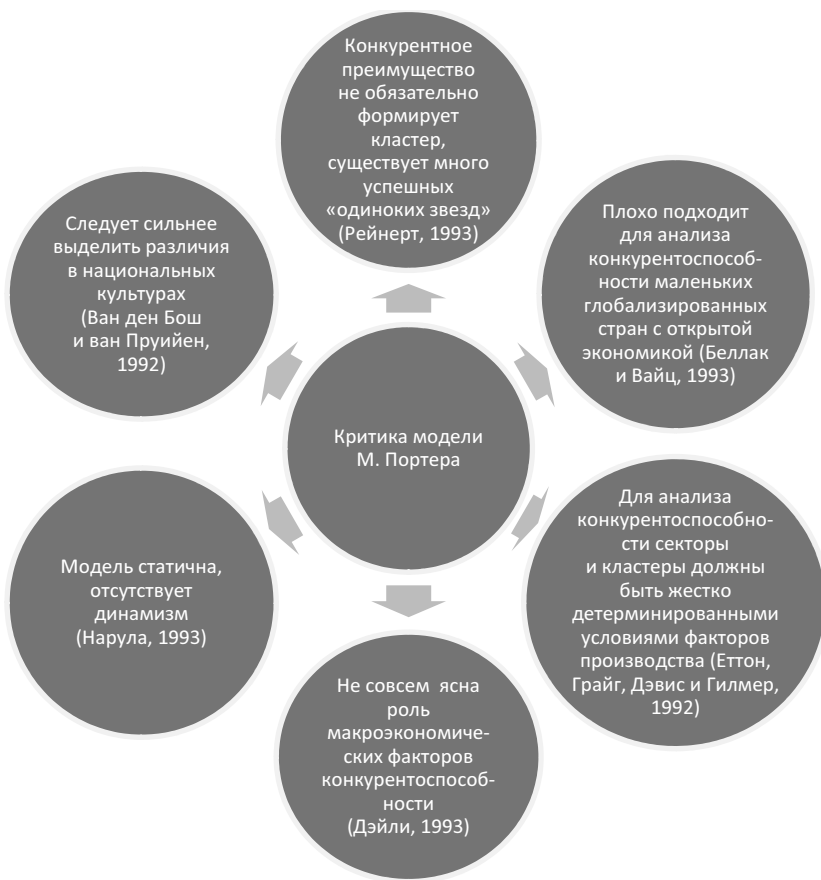 Конкурентное
преимущество
не обязательно
формирует
кластер,
существует много
успешных
«одиноких звезд»
(Рейнерт, 1993)
Следует сильнее
выделить различия
в национальных
культурах
(Ван ден Бош
и ван Пруийен,
1992)
Плохо подходит
для анализа
конкурентоспособ-
ности маленьких
глобализированных
стран с открытой
экономикой (Беллак
и Вайц, 1993)
Критика модели
М. Портера
Модель статична,
отсутствует
динамизм
(Нарула, 1993)
Для анализа
конкурентоспособно-
сти секторы
и кластеры должны
быть жестко
детерминированными
условиями факторов
производства (Еттон,
Грайг, Дэвис и Гилмер,
1992)
Не совсем ясна
роль
макроэкономиче-
ских факторов
конкурентоспособ-
ности
(Дэйли, 1993)